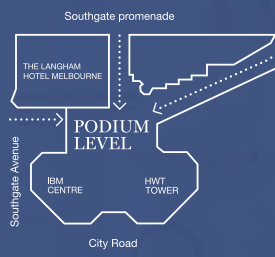 Southgate promenade
THE LANGHAM
HOTEL MELBOURNE
PODIUM
LEVEL
Southgate Avenue
IBM
CENTRE
HWT
TOWER
City Road